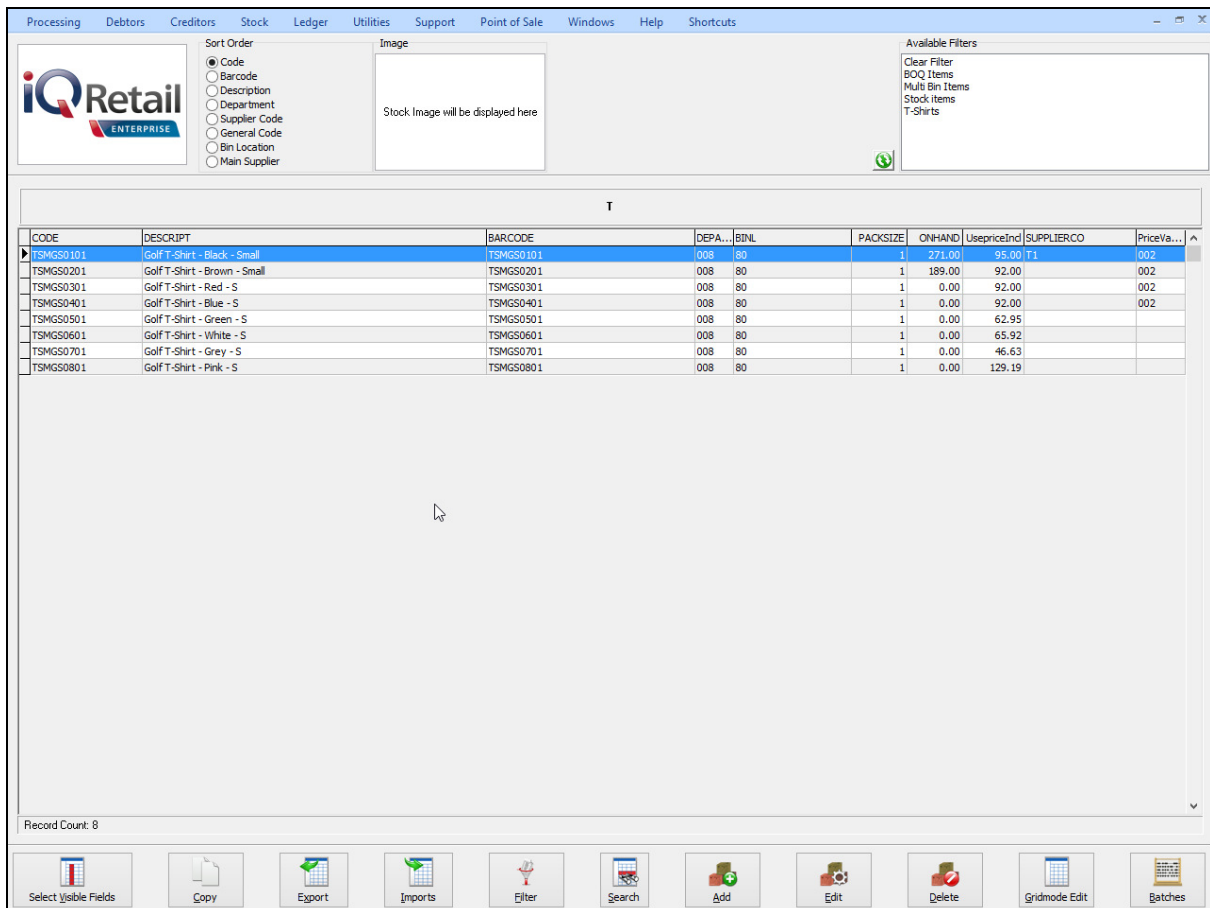 Processing Debtors Creditors Stock Ledger Utilities Support Point of Sale Windows Help Shortcuts
iQ Retail
ENTERPRISE
Sort Order
Code
Barcode
Description
Department
Supplier Code
General Code
Bin Location
Main Supplier
Image
Stock Image will be displayed here
Available Filters
Clear Filter
BOQ Items
Multi Bin Items
Stock items
T-Shirts
T
CODE DESCRIPT BARCODE DEPA... BINL PACKSIZE ONHAND UsepriceIncl SUPPLIERCO PriceVa...
TSMGS0101 Golf T-Shirt - Black - Small TSMGS0101 008 80 1 271.00 95.00 T1 002
TSMGS0201 Golf T-Shirt - Brown - Small TSMGS0201 008 80 1 189.00 92.00 002
TSMGS0301 Golf T-Shirt - Red - S TSMGS0301 008 80 1 0.00 92.00 002
TSMGS0401 Golf T-Shirt - Blue - S TSMGS0401 008 80 1 0.00 92.00 002
TSMGS0501 Golf T-Shirt - Green - S TSMGS0501 008 80 1 0.00 62.95
TSMGS0601 Golf T-Shirt - White - S TSMGS0601 008 80 1 0.00 65.92
TSMGS0701 Golf T-Shirt - Grey - S TSMGS0701 008 80 1 0.00 46.63
TSMGS0801 Golf T-Shirt - Pink - S TSMGS0801 008 80 1 0.00 129.19
Record Count: 8
Select Visible Fields Copy Export Imports Filter Search Add Edit Delete Gridmode Edit Batches